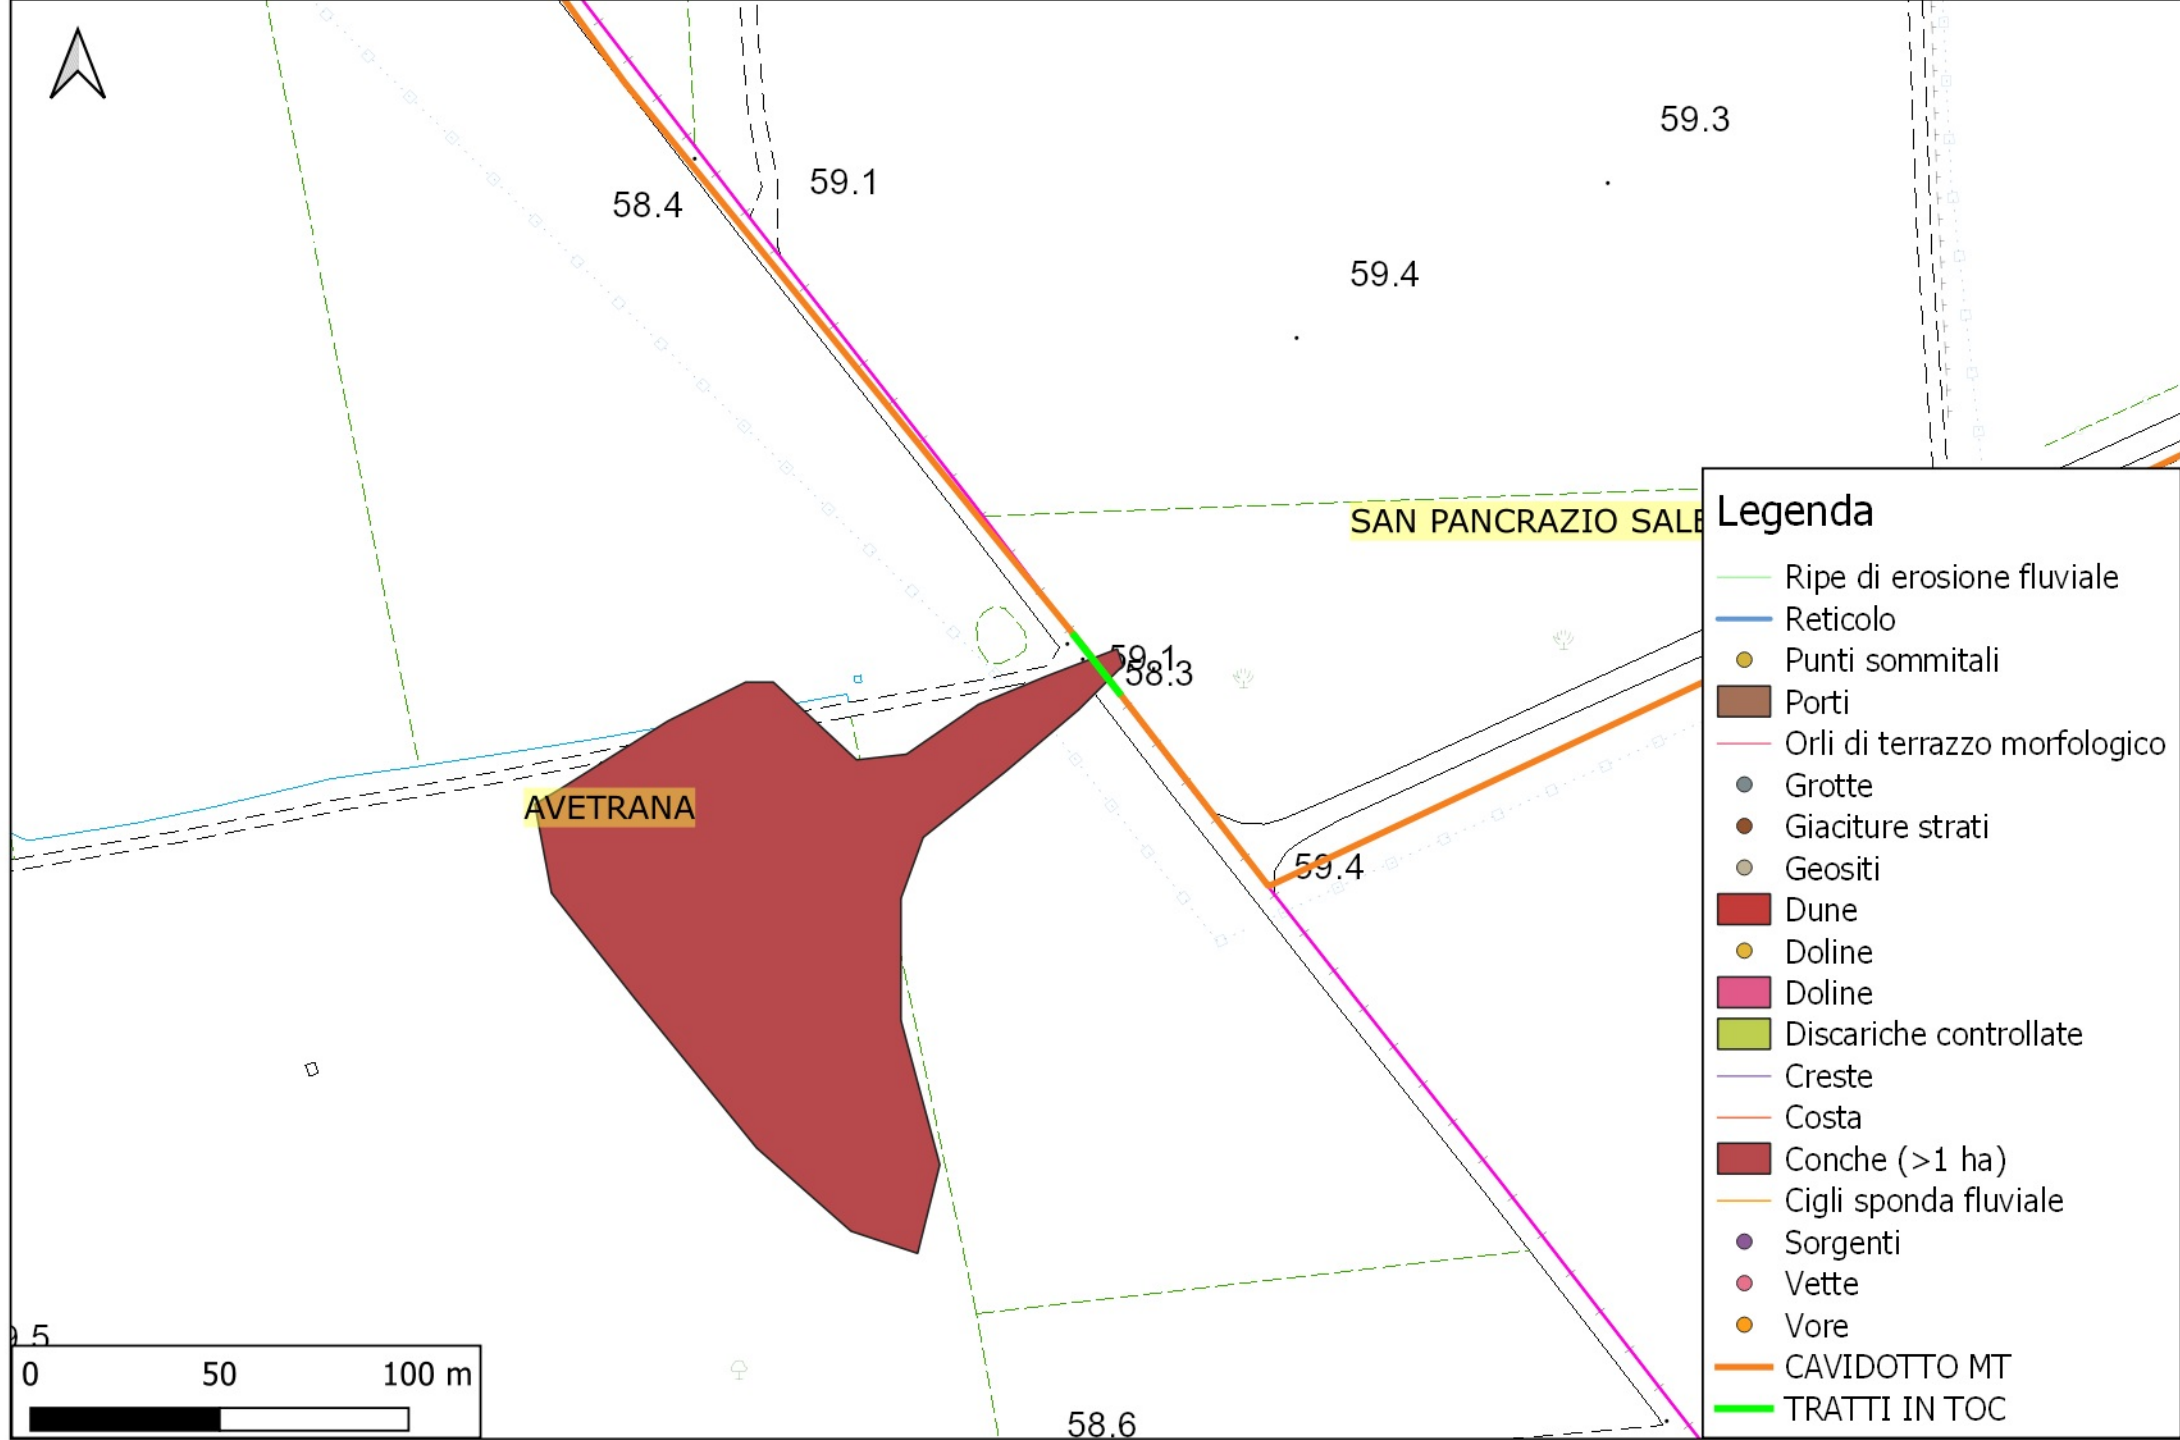 59.3
59.1
58.4
59.4
SAN PANCRAZIO SALE
59.1
58.3
AVETRANA
59.4
58.6
0 50 100 m
Legenda
Ripe di erosione fluviale
Reticolo
Punti sommitali
Porti
Orli di terrazzo morfologico
Grotte
Giaciture strati
Geositi
Dune
Doline
Doline
Discariche controllate
Creste
Costa
Conche (>1 ha)
Cigli sponda fluviale
Sorgenti
Vette
Vore
CAVIDOTTO MT
TRATTI IN TOC